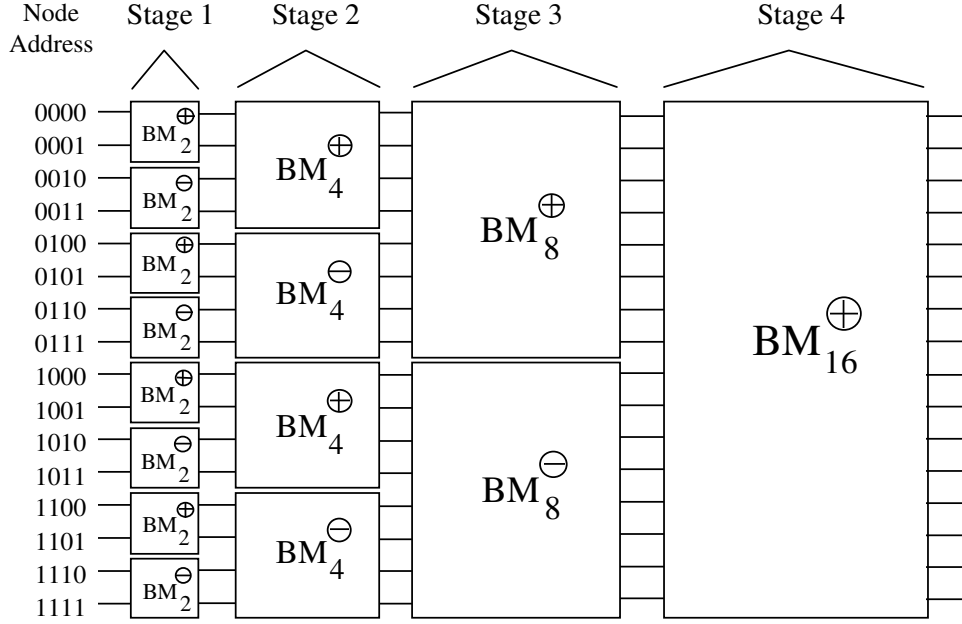 Node Address Stage 1 Stage 2 Stage 3 Stage 4
0000
0001
0010
0011
0100
0101
0110
0111
1000
1001
1010
1011
1100
1101
1110
1111
BM2⊕
BM2⊖
BM2⊕
BM2⊖
BM2⊕
BM2⊖
BM2⊕
BM2⊖
BM4⊕
BM4⊖
BM4⊕
BM4⊖
BM8⊕
BM8⊖
BM16⊕